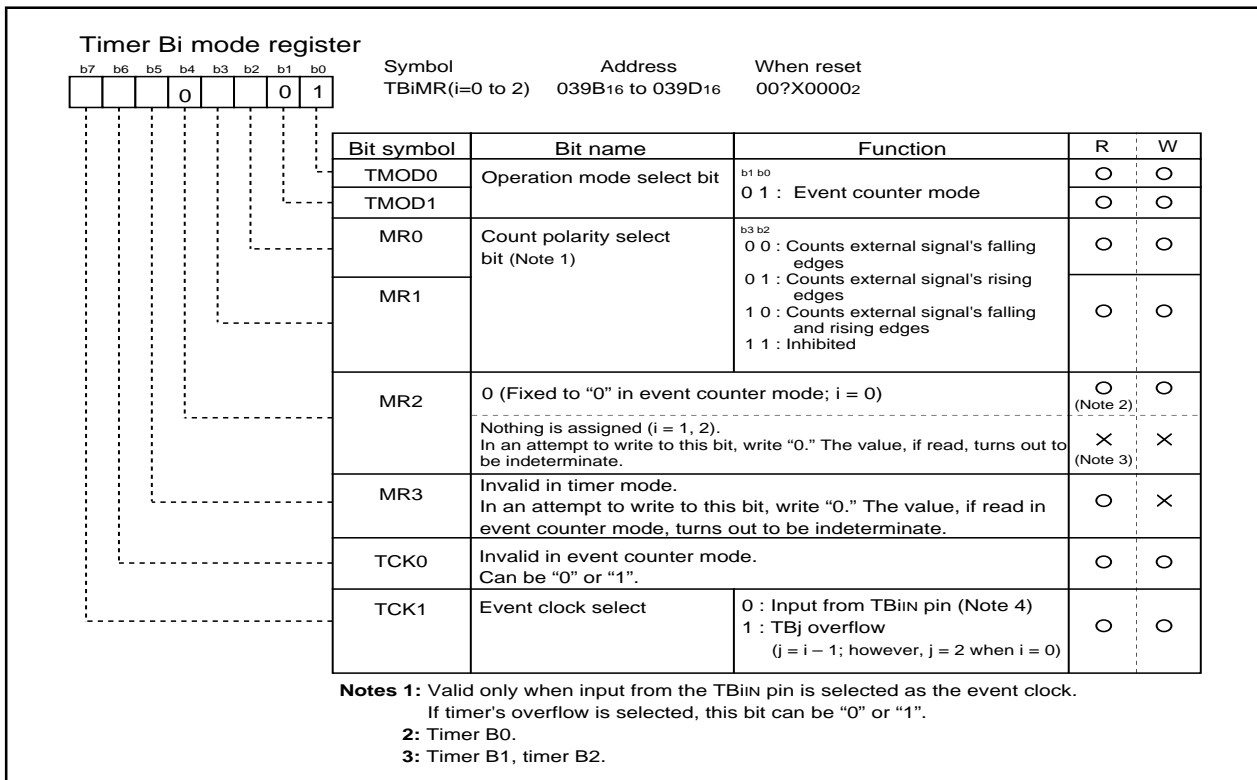 Timer Bi mode register
b7 b6 b5 b4 b3 b2 b1 b0
0 0 1
Symbol Address When reset
TBiMR(i=0 to 2) 039B16 to 039D16 00?X00002
Bit symbol Bit name Function R W
TMOD0 Operation mode select bit b1 b0
0 1 : Event counter mode
TMOD1
MR0 Count polarity select
bit (Note 1)
b3 b2
0 0 : Counts external signal's falling
edges
0 1 : Counts external signal's rising
edges
1 0 : Counts external signal's falling
and rising edges
1 1 : Inhibited
MR1
MR2 0 (Fixed to “0” in event counter mode; i = 0)
(Note 2)
Nothing is assigned (i = 1, 2).
In an attempt to write to this bit, write “0.” The value, if read, turns out to
be indeterminate.
(Note 3)
MR3 Invalid in timer mode.
In an attempt to write to this bit, write “0.” The value, if read in
event counter mode, turns out to be indeterminate.
TCK0 Invalid in event counter mode.
Can be “0” or “1”.
TCK1 Event clock select 0 : Input from TBiIN pin (Note 4)
1 : TBj overflow
(j = i – 1; however, j = 2 when i = 0)
Notes 1: Valid only when input from the TBiIN pin is selected as the event clock.
If timer's overflow is selected, this bit can be “0” or “1”.
2: Timer B0.
3: Timer B1, timer B2.